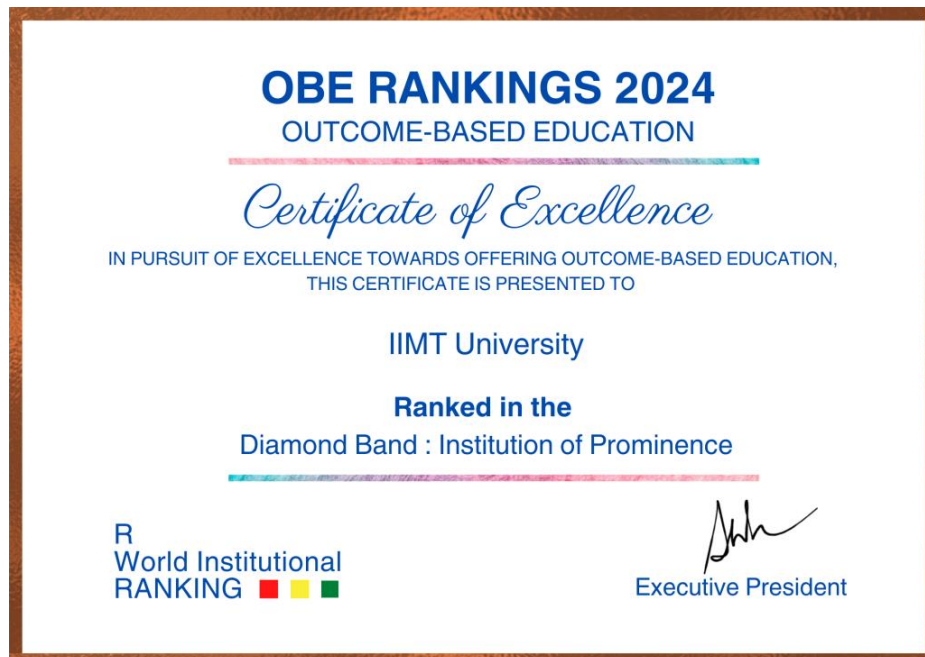 OBE RANKINGS 2024
OUTCOME-BASED EDUCATION
Certificate of Excellence
IN PURSUIT OF EXCELLENCE TOWARDS OFFERING OUTCOME-BASED EDUCATION,
THIS CERTIFICATE IS PRESENTED TO
IIMT University
Ranked in the
Diamond Band : Institution of Prominence
R
World Institutional
RANKING
Executive President